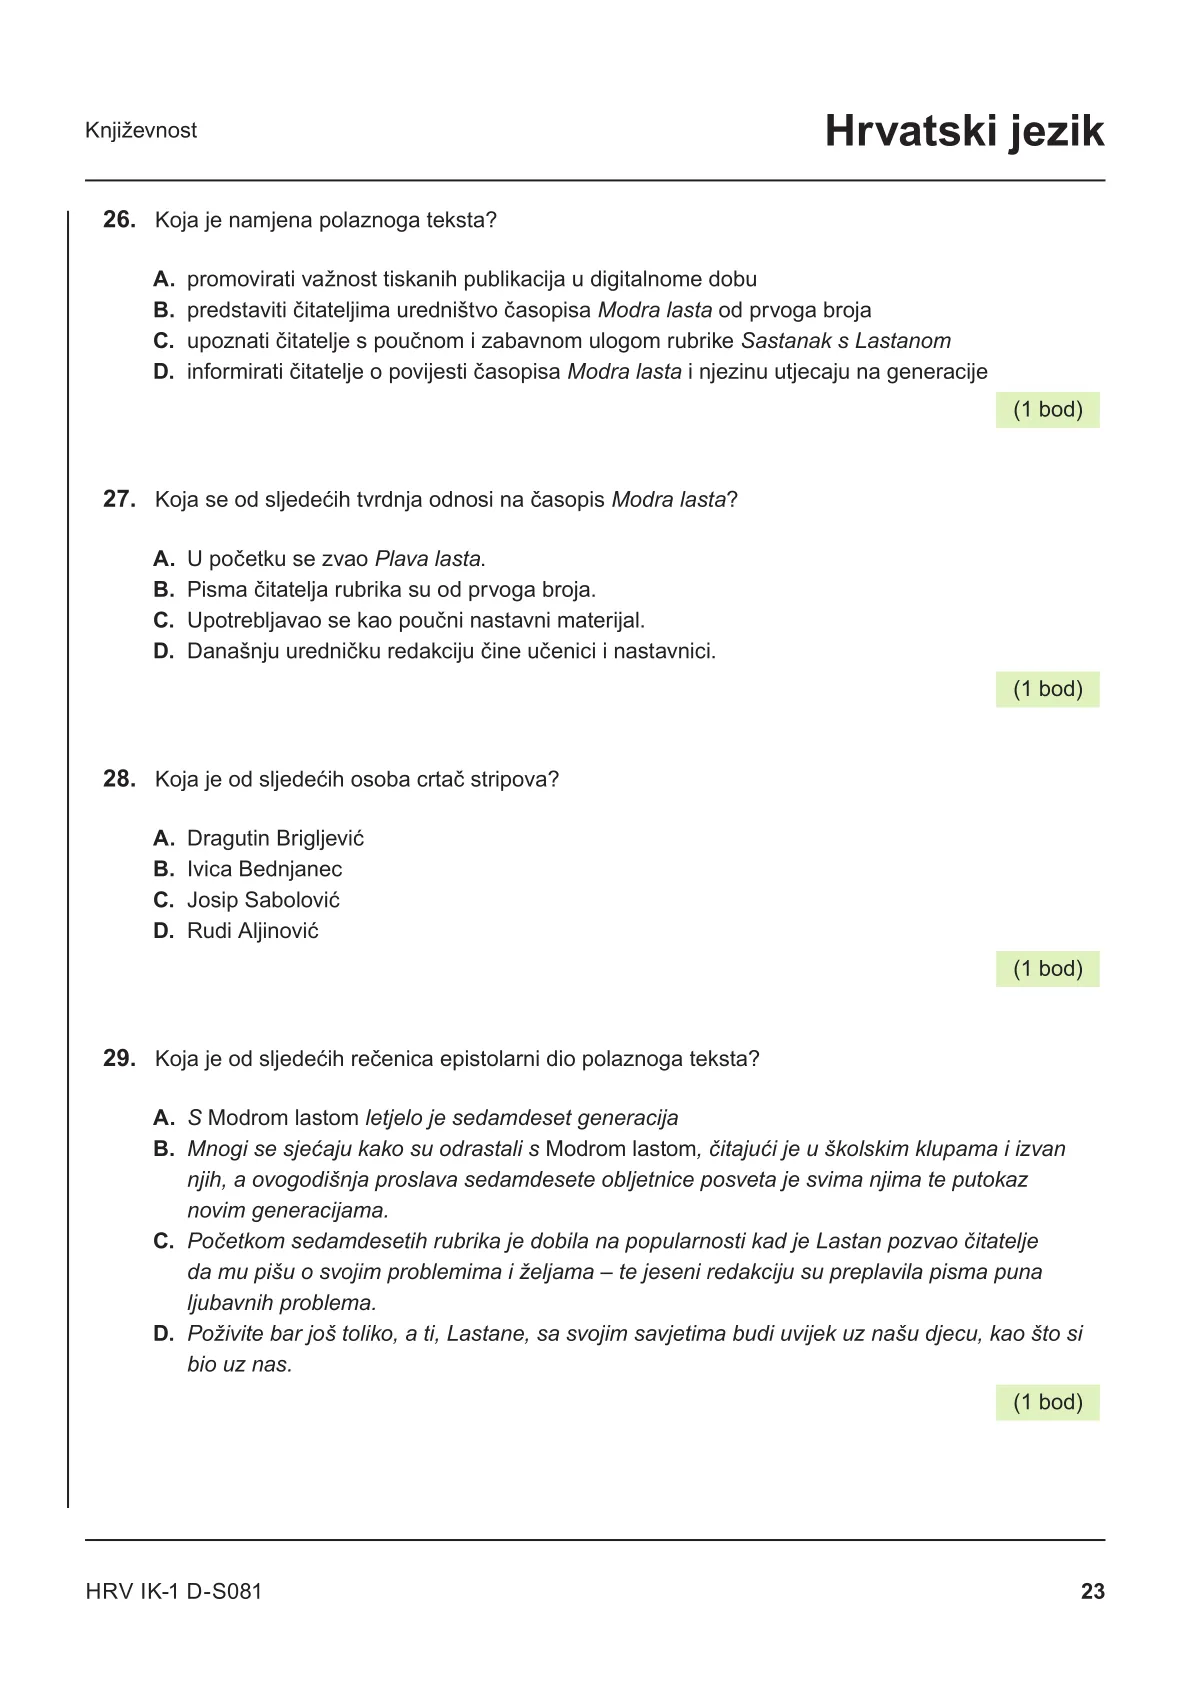 Književnost
Hrvatski jezik
26. Koja je namjena polaznoga teksta?
A. promovirati važnost tiskanih publikacija u digitalnome dobu
B. predstaviti čitateljima uredništvo časopisa Modra lasta od prvoga broja
C. upoznati čitatelje s poučnom i zabavnom ulogom rubrike Sastanak s Lastanom
D. informirati čitatelje o povijesti časopisa Modra lasta i njezinu utjecaju na generacije
(1 bod)
27. Koja se od sljedećih tvrdnja odnosi na časopis Modra lasta?
A. U početku se zvao Plava lasta.
B. Pisma čitatelja rubrika su od prvoga broja.
C. Upotrebljavao se kao poučni nastavni materijal.
D. Današnju uredničku redakciju čine učenici i nastavnici.
(1 bod)
28. Koja je od sljedećih osoba crtač stripova?
A. Dragutin Brigljević
B. Ivica Bednjanec
C. Josip Sabolović
D. Rudi Aljinović
(1 bod)
29. Koja je od sljedećih rečenica epistolarni dio polaznoga teksta?
A. S Modrom lastom letjelo je sedamdeset generacija
B. Mnogi se sjećaju kako su odrastali s Modrom lastom, čitajući je u školskim klupama i izvan
njih, a ovogodišnja proslava sedamdesete obljetnice posveta je svima njima te putokaz
novim generacijama.
C. Početkom sedamdesetih rubrika je dobila na popularnosti kad je Lastan pozvao čitatelje
da mu pišu o svojim problemima i željama – te jeseni redakciju su preplavila pisma puna
ljubavnih problema.
D. Poživite bar još toliko, a ti, Lastane, sa svojim savjetima budi uvijek uz našu djecu, kao što si
bio uz nas.
(1 bod)
HRV IK-1 D-S081
23